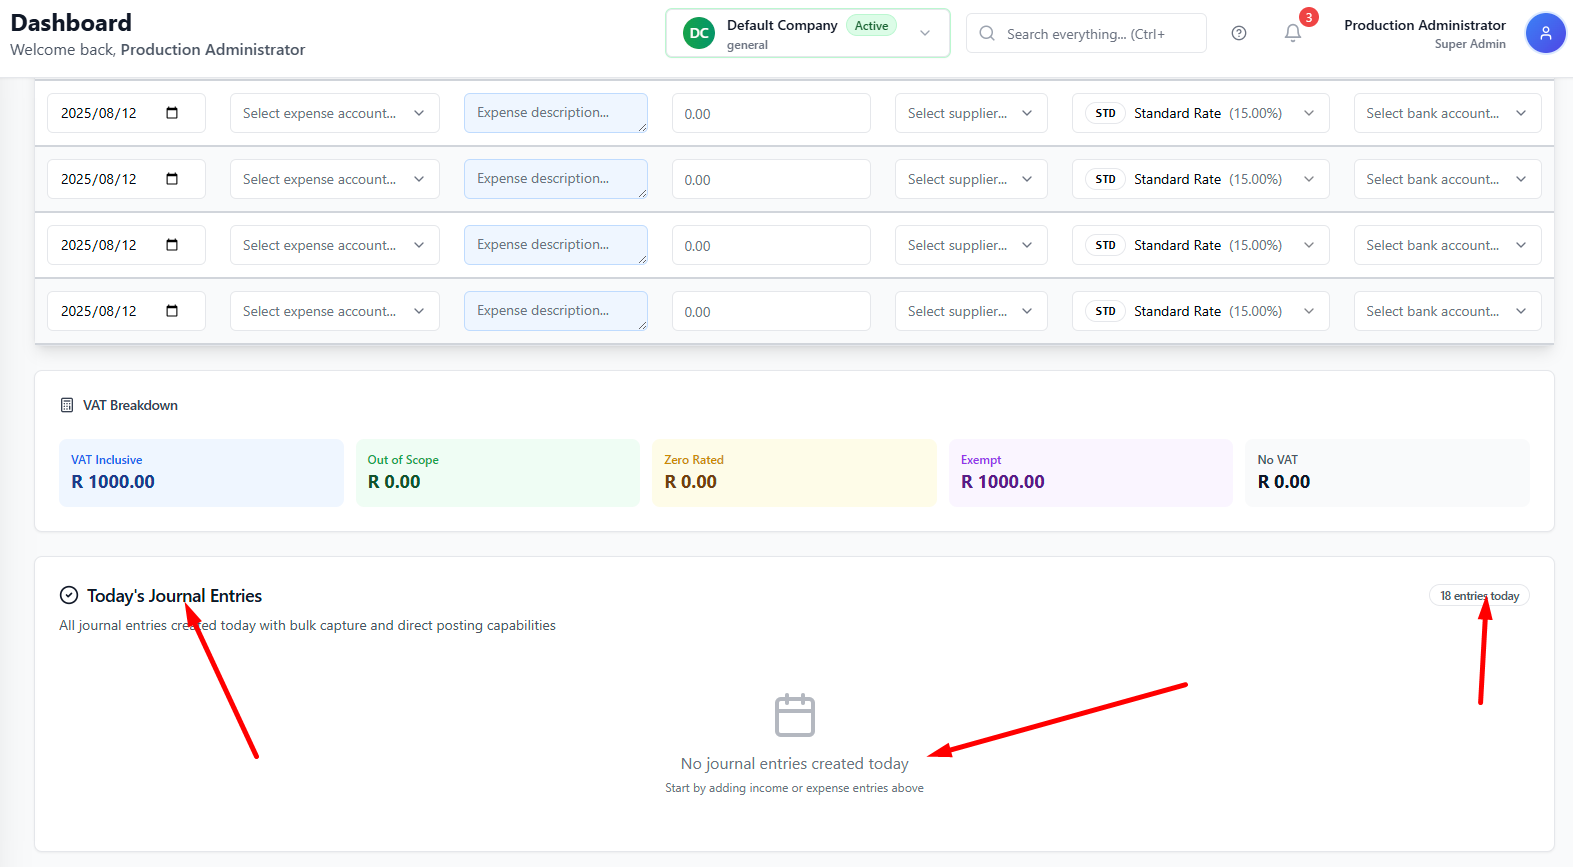 Dashboard
Welcome back, Production Administrator
DC
Default Company Active
general
Search everything... (Ctrl+
3
Production Administrator
Super Admin
2025/08/12 Select expense account... Expense description... 0.00 Select supplier... STD Standard Rate (15.00%) Select bank account...
2025/08/12 Select expense account... Expense description... 0.00 Select supplier... STD Standard Rate (15.00%) Select bank account...
2025/08/12 Select expense account... Expense description... 0.00 Select supplier... STD Standard Rate (15.00%) Select bank account...
2025/08/12 Select expense account... Expense description... 0.00 Select supplier... STD Standard Rate (15.00%) Select bank account...
VAT Breakdown
VAT Inclusive
R 1000.00
Out of Scope
R 0.00
Zero Rated
R 0.00
Exempt
R 1000.00
No VAT
R 0.00
Today's Journal Entries
18 entries today
All journal entries created today with bulk capture and direct posting capabilities
No journal entries created today
Start by adding income or expense entries above